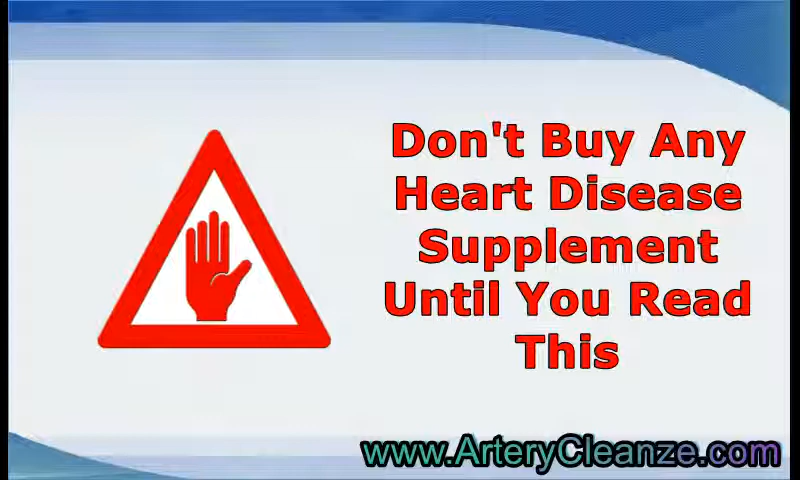 Don't Buy Any
Heart Disease
Supplement
Until You Read
This
www.ArteryCleanze.com